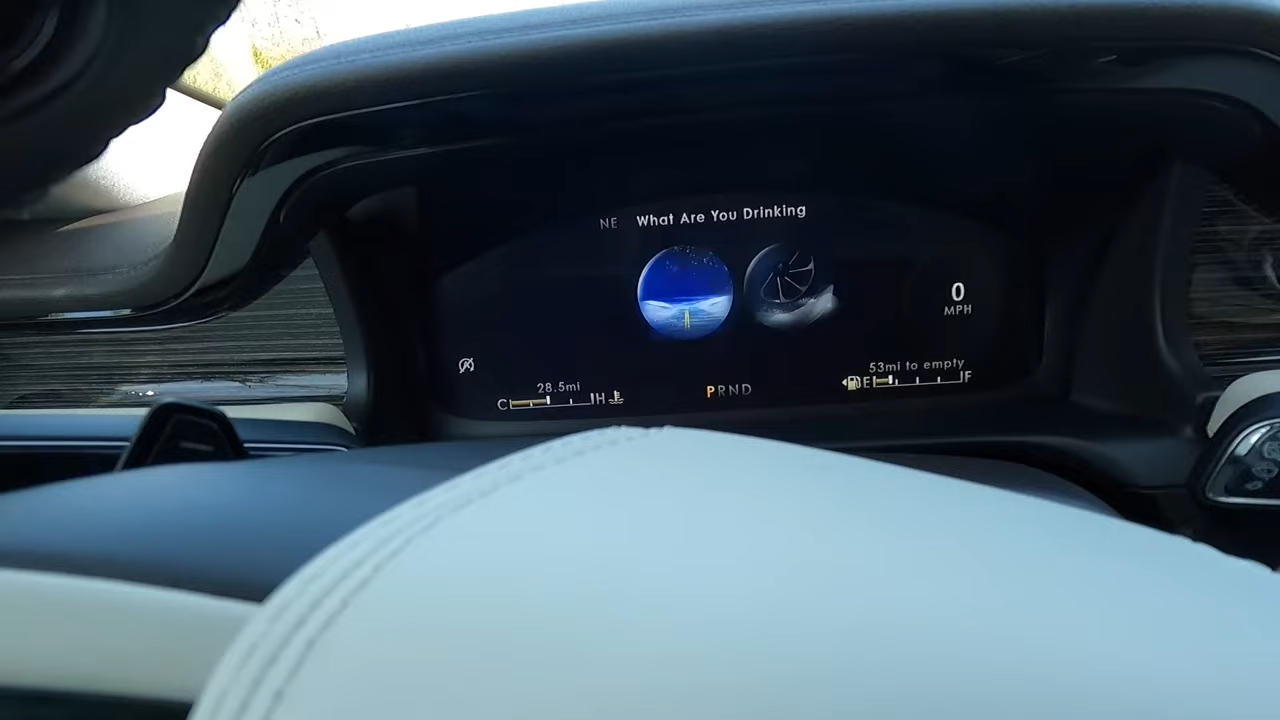 NE What Are You Drinking
0
MPH
53mi to empty
28.5mi
C H
PRND
E F